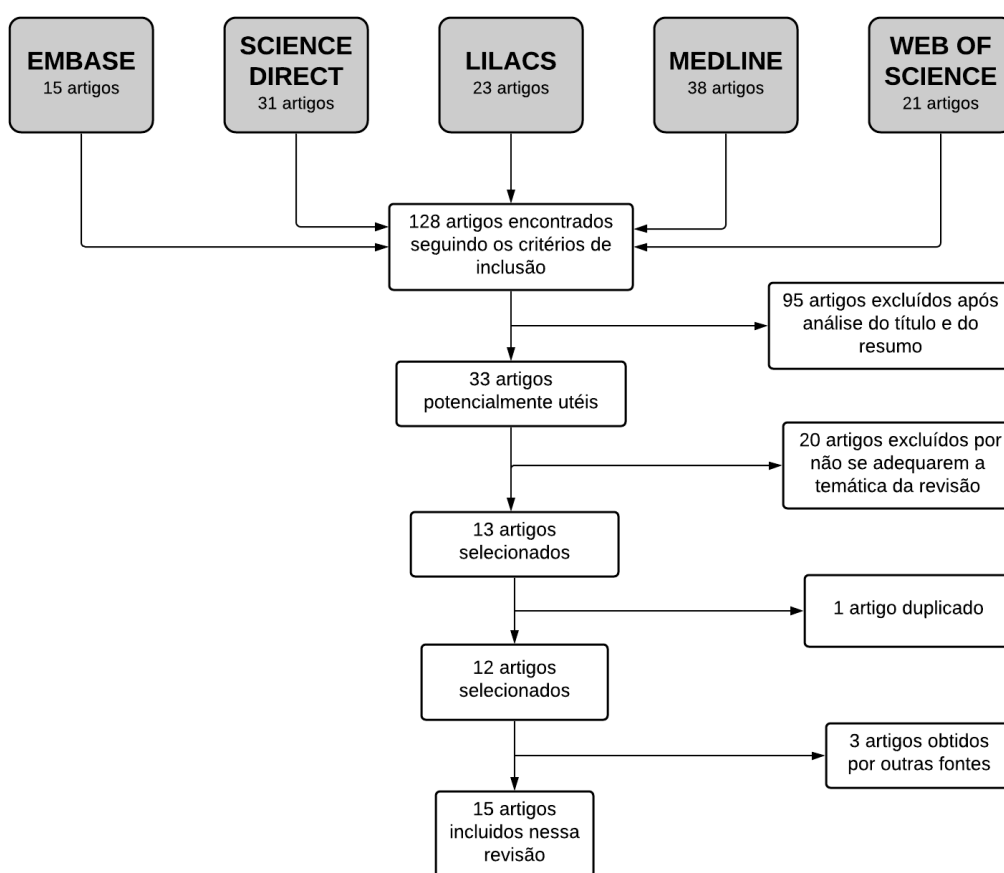 EMBASE
15 artigos
SCIENCE
DIRECT
31 artigos
LILACS
23 artigos
MEDLINE
38 artigos
WEB OF
SCIENCE
21 artigos
128 artigos encontrados
seguindo os critérios de
inclusão
95 artigos excluídos após
análise do título e do
resumo
33 artigos
potencialmente utéis
20 artigos excluídos por
não se adequarem a
temática da revisão
13 artigos
selecionados
1 artigo duplicado
12 artigos
selecionados
3 artigos obtidos
por outras fontes
15 artigos
incluidos nessa
revisão